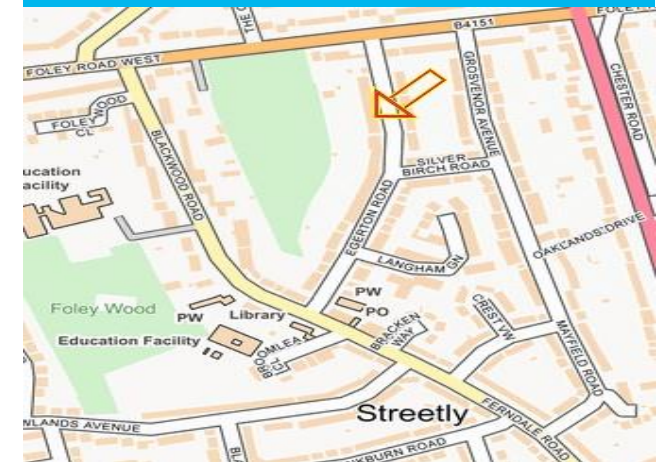 B4151
FOLEY ROAD WEST
FOLEY WOOD
CL
BLACKWOOD ROAD
GROSVENOR AVENUE
CHESTER ROAD
SILVER
BIRCH ROAD
EGERTON ROAD
LANGHAM GN
OAKLANDS DRIVE
Foley Wood
PW
Library
PW
PO
Education Facility
BROOMLEA
CL
BRACKEN
WAY
CREST VW
MAYFIELD ROAD
Streetly
FERNDALE ROAD